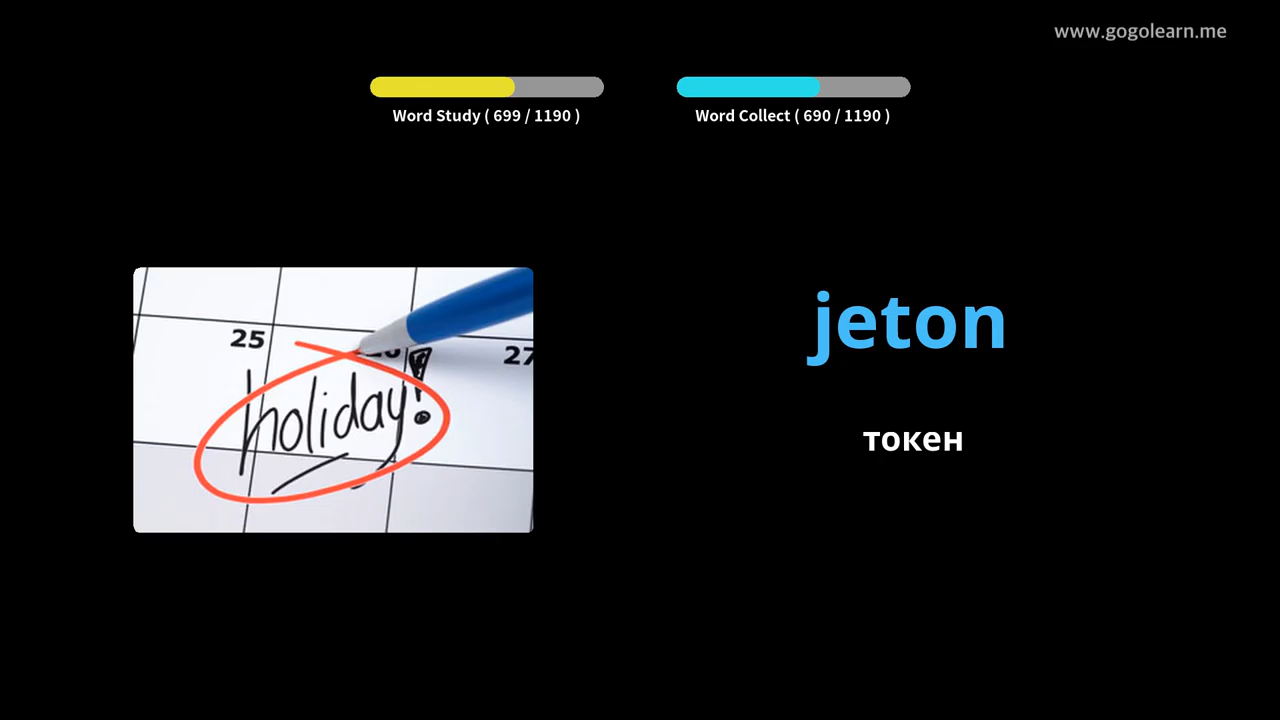 www.gogolearn.me
Word Study ( 699 / 1190 )
Word Collect ( 690 / 1190 )
25
27
holiday!
jeton
токен